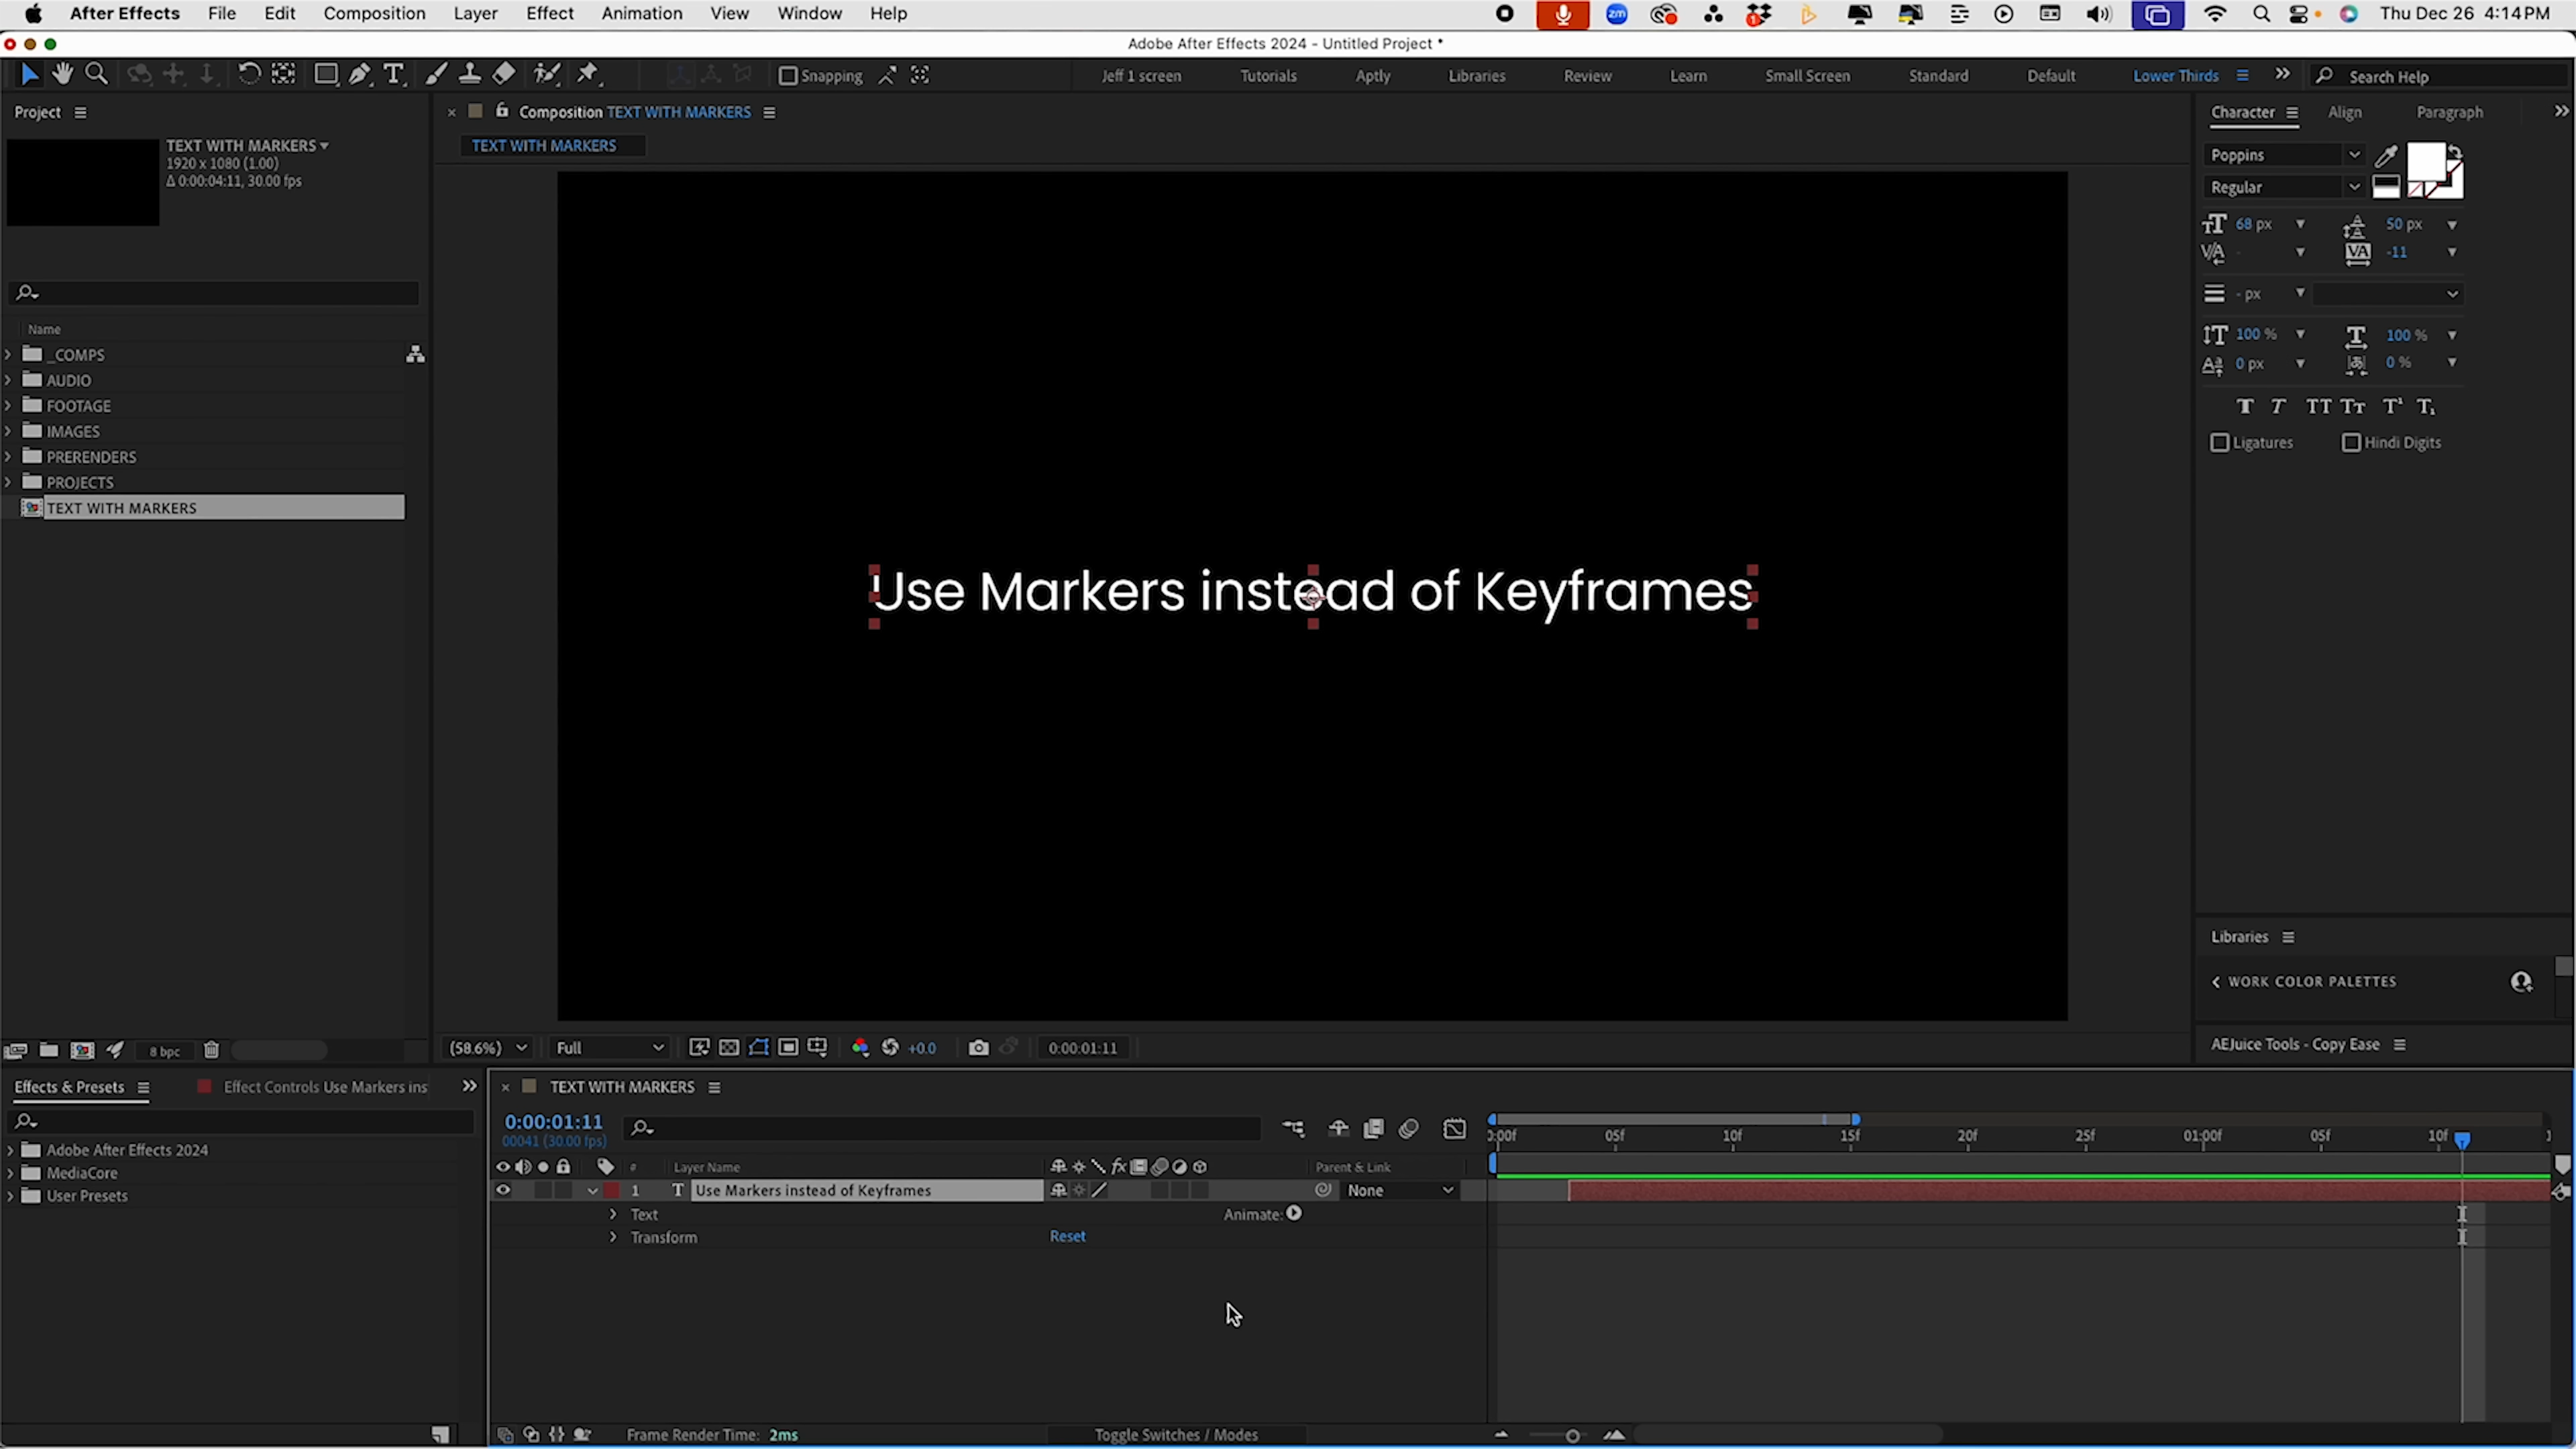 After Effects File Edit Composition Layer Effect Animation View Window Help zm 1 Thu Dec 26 4:14 PM
Adobe After Effects 2024 - Untitled Project *
Snapping Jeff 1 screen Tutorials Aptly Libraries Review Learn Small Screen Standard Default Lower Thirds Search Help
Project
TEXT WITH MARKERS
1920 x 1080 (1.00)
Δ 0:00:04:11, 30.00 fps
Name
_COMPS
AUDIO
FOOTAGE
IMAGES
PRERENDERS
PROJECTS
TEXT WITH MARKERS
8 bpc
Composition TEXT WITH MARKERS
TEXT WITH MARKERS
Use Markers instead of Keyframes
(58.6%) Full +0.0 0:00:01:11
Character Align Paragraph
Poppins
Regular
68 px 50 px
- -11
- px
100 % 100 %
0 px 0 %
Ligatures Hindi Digits
Libraries
WORK COLOR PALETTES
AEJuice Tools - Copy Ease
Effects & Presets Effect Controls Use Markers ins
Adobe After Effects 2024
MediaCore
User Presets
TEXT WITH MARKERS
0:00:01:11
00041 (30.00 fps)
:00f 05f 10f 15f 20f 25f 01:00f 05f 10f
# Layer Name fx Parent & Link
1 T Use Markers instead of Keyframes None
Text Animate:
Transform Reset
Frame Render Time: 2ms Toggle Switches / Modes